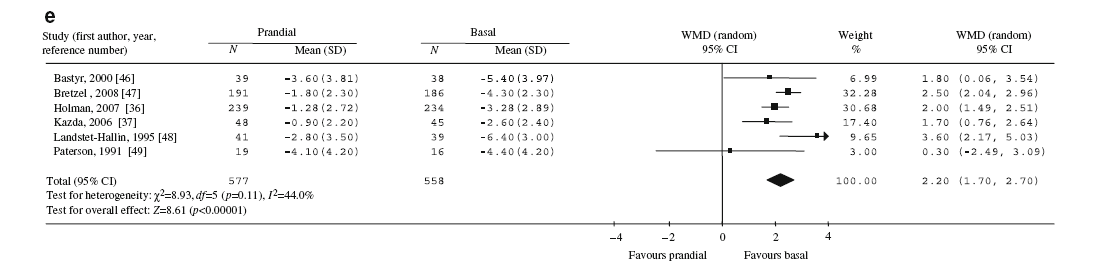 e
Study (first author, year, reference number) Prandial Basal WMD (random) 95% CI Weight % WMD (random) 95% CI
N Mean (SD) N Mean (SD)
Bastyr, 2000 [46] 39 -3.60(3.81) 38 -5.40(3.97) 6.99 1.80 (0.06, 3.54)
Bretzel , 2008 [47] 191 -1.80(2.30) 186 -4.30(2.30) 32.28 2.50 (2.04, 2.96)
Holman, 2007 [36] 239 -1.28(2.72) 234 -3.28(2.89) 30.68 2.00 (1.49, 2.51)
Kazda, 2006 [37] 48 -0.90(2.20) 45 -2.60(2.40) 17.40 1.70 (0.76, 2.64)
Landstet-Hallin, 1995 [48] 41 -2.80(3.50) 39 -6.40(3.00) 9.65 3.60 (2.17, 5.03)
Paterson, 1991 [49] 19 -4.10(4.20) 16 -4.40(4.20) 3.00 0.30 (-2.49, 3.09)
Total (95% CI) 577 558 100.00 2.20 (1.70, 2.70)
Test for heterogeneity: χ²=8.93, df=5 (p=0.11), I²=44.0%
Test for overall effect: Z=8.61 (p<0.00001)
−4 −2 0 2 4
Favours prandial Favours basal